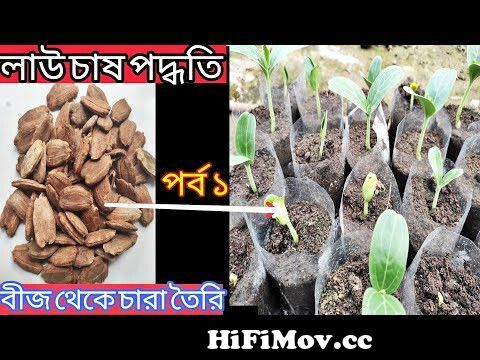 লাউ চাষ পদ্ধতি
পর্ব ১
বীজ থেকে চারা তৈরি
HiFiMov.cc